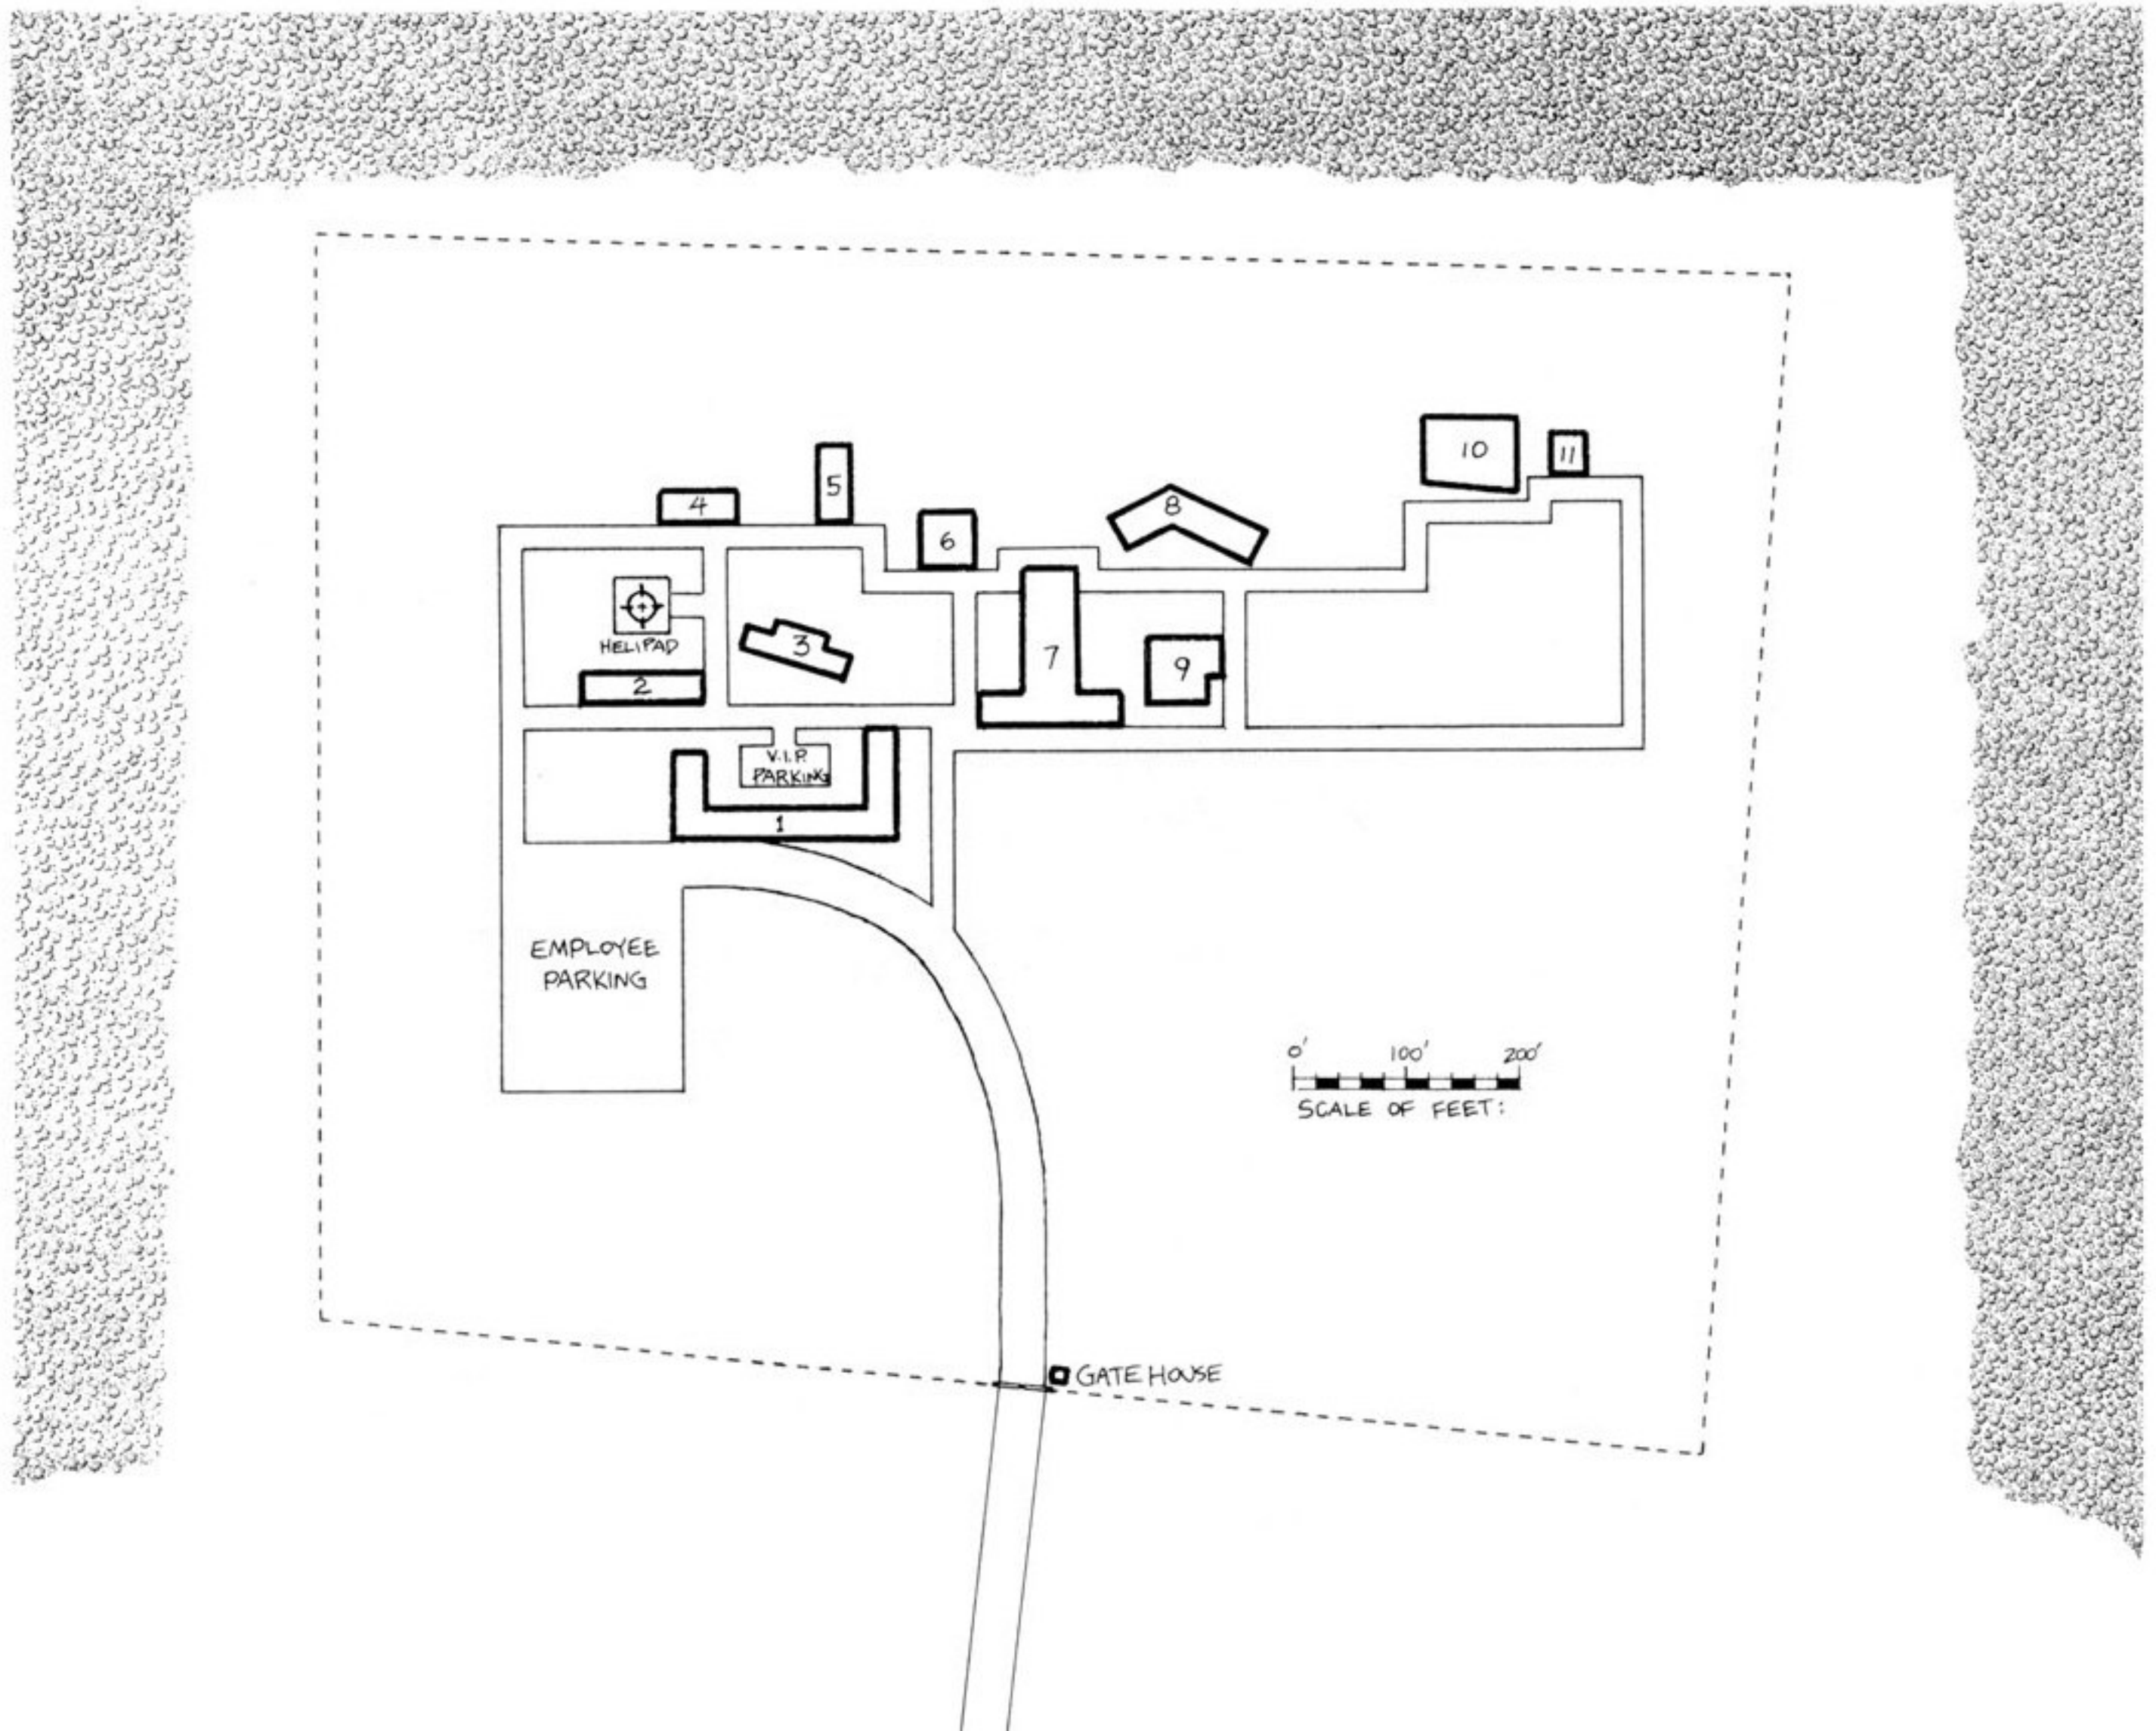 10
11
5
4
8
6
HELIPAD
3
7
9
2
V.I.P.
PARKING
1
EMPLOYEE
PARKING
0' 100' 200'
SCALE OF FEET:
GATE HOUSE